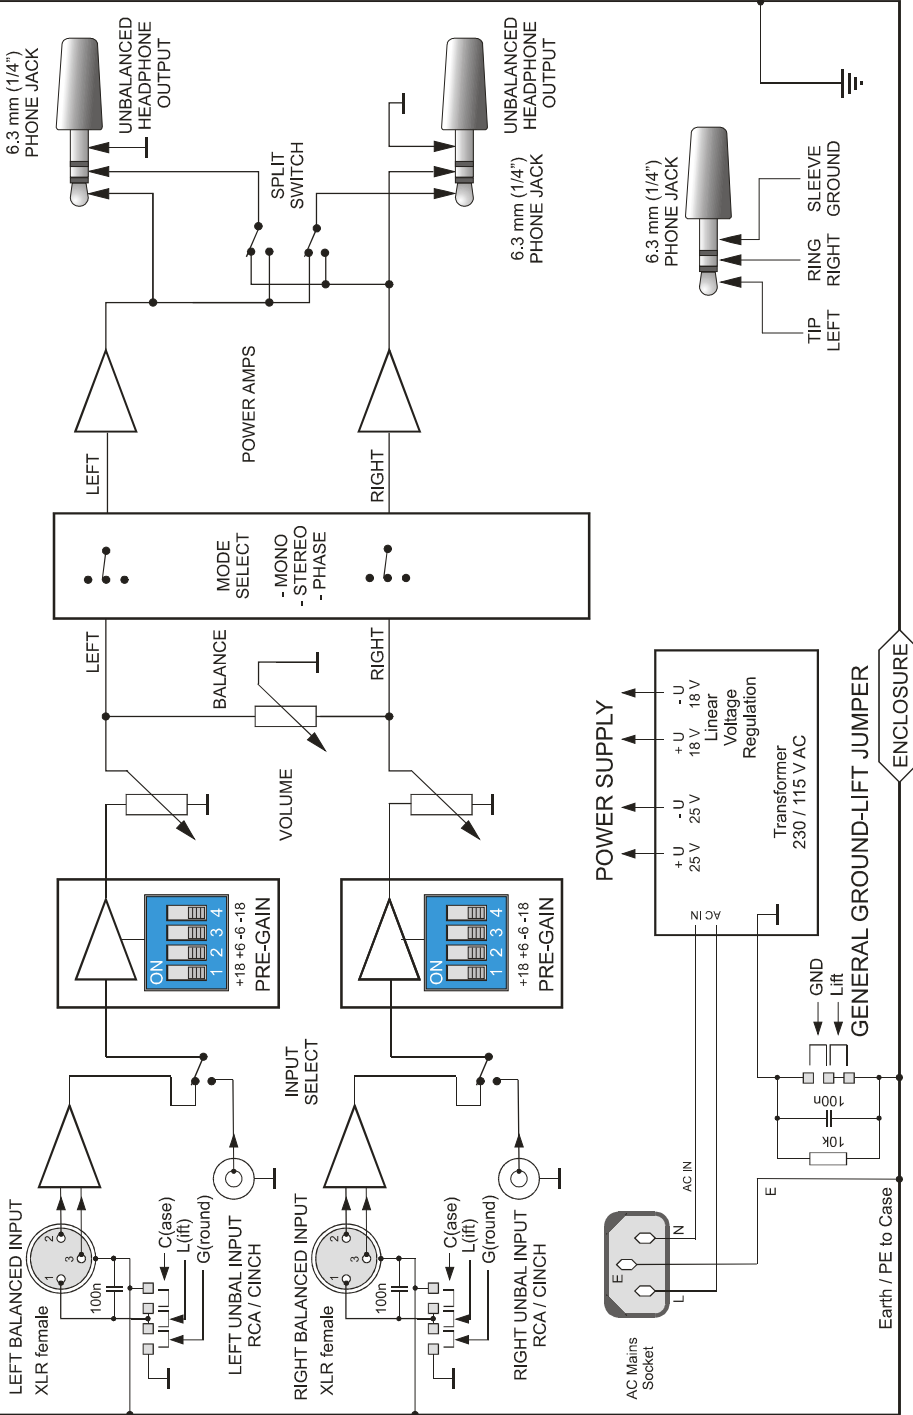 6.3 mm (1/4")
PHONE JACK
UNBALANCED
HEADPHONE
OUTPUT
SPLIT
SWITCH
UNBALANCED
HEADPHONE
OUTPUT
6.3 mm (1/4")
PHONE JACK
6.3 mm (1/4")
PHONE JACK
TIP
LEFT
RING
RIGHT
SLEEVE
GROUND
POWER AMPS
LEFT
RIGHT
MODE
SELECT
- MONO
- STEREO
- PHASE
LEFT
BALANCE
RIGHT
VOLUME
ON
1 2 3 4
+18 +6 -6 -18
PRE-GAIN
ON
1 2 3 4
+18 +6 -6 -18
PRE-GAIN
INPUT
SELECT
LEFT BALANCED INPUT
XLR female
1
2
3
100n
C(ase)
L(ift)
G(round)
LEFT UNBAL INPUT
RCA / CINCH
RIGHT BALANCED INPUT
XLR female
1
2
3
100n
C(ase)
L(ift)
G(round)
RIGHT UNBAL INPUT
RCA / CINCH
POWER SUPPLY
+ U
25 V
- U
25 V
+ U
18 V
- U
18 V
Linear
Voltage
Regulation
Transformer
230 / 115 V AC
AC IN
AC IN
AC Mains
Socket
L
E
N
E
10k
100n
GND
Lift
GENERAL GROUND-LIFT JUMPER
Earth / PE to Case
ENCLOSURE